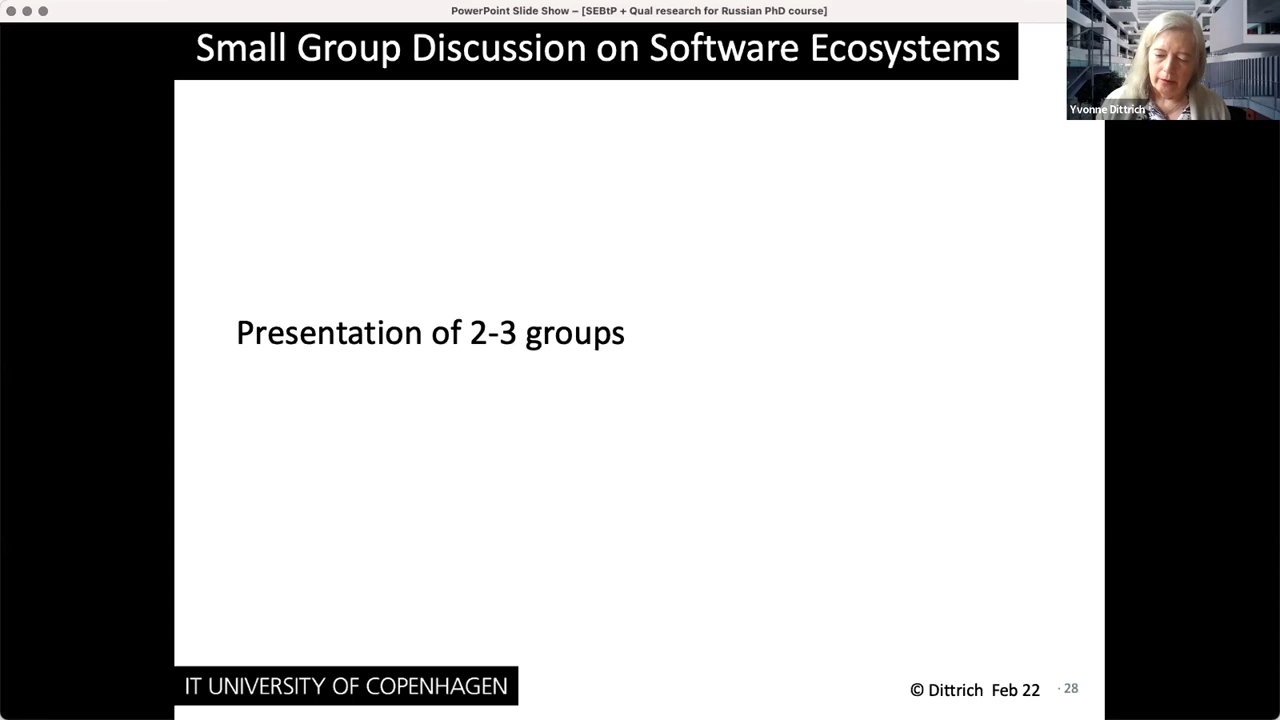 PowerPoint Slide Show – [SEBtP + Qual research for Russian PhD course]
Small Group Discussion on Software Ecosystems
Yvonne Dittrich
Presentation of 2-3 groups
IT UNIVERSITY OF COPENHAGEN
© Dittrich Feb 22 · 28